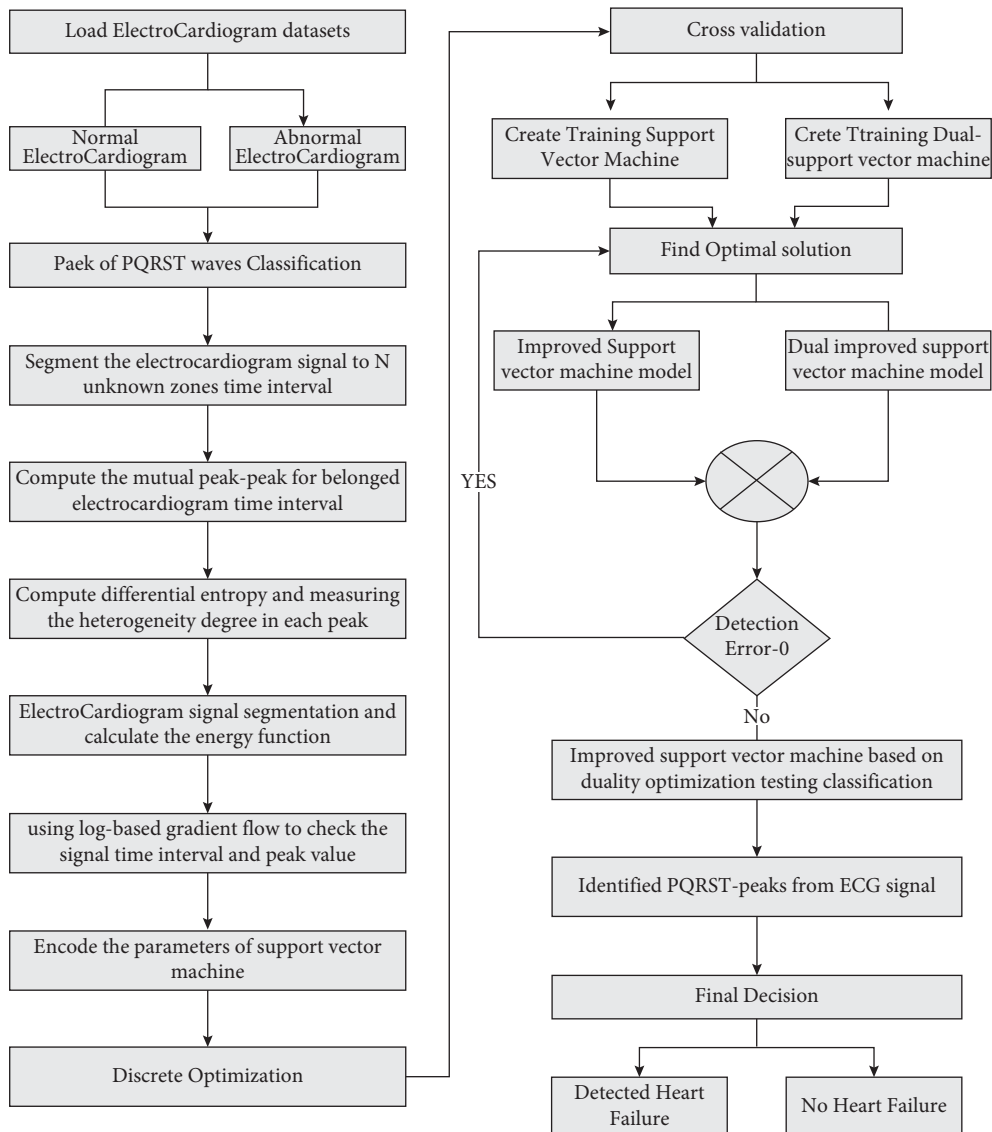 Load ElectroCardiogram datasets
Normal
ElectroCardiogram
Abnormal
ElectroCardiogram
Paek of PQRST waves Classification
Segment the electrocardiogram signal to N
unknown zones time interval
Compute the mutual peak-peak for belonged
electrocardiogram time interval
Compute differential entropy and measuring
the heterogeneity degree in each peak
ElectroCardiogram signal segmentation and
calculate the energy function
using log-based gradient flow to check the
signal time interval and peak value
Encode the parameters of support vector
machine
Discrete Optimization
Cross validation
Create Training Support
Vector Machine
Crete Ttraining Dual-
support vector machine
Find Optimal solution
Improved Support
vector machine model
Dual improved support
vector machine model
YES
Detection
Error-0
No
Improved support vector machine based on
duality optimization testing classification
Identified PQRST-peaks from ECG signal
Final Decision
Detected Heart
Failure
No Heart Failure